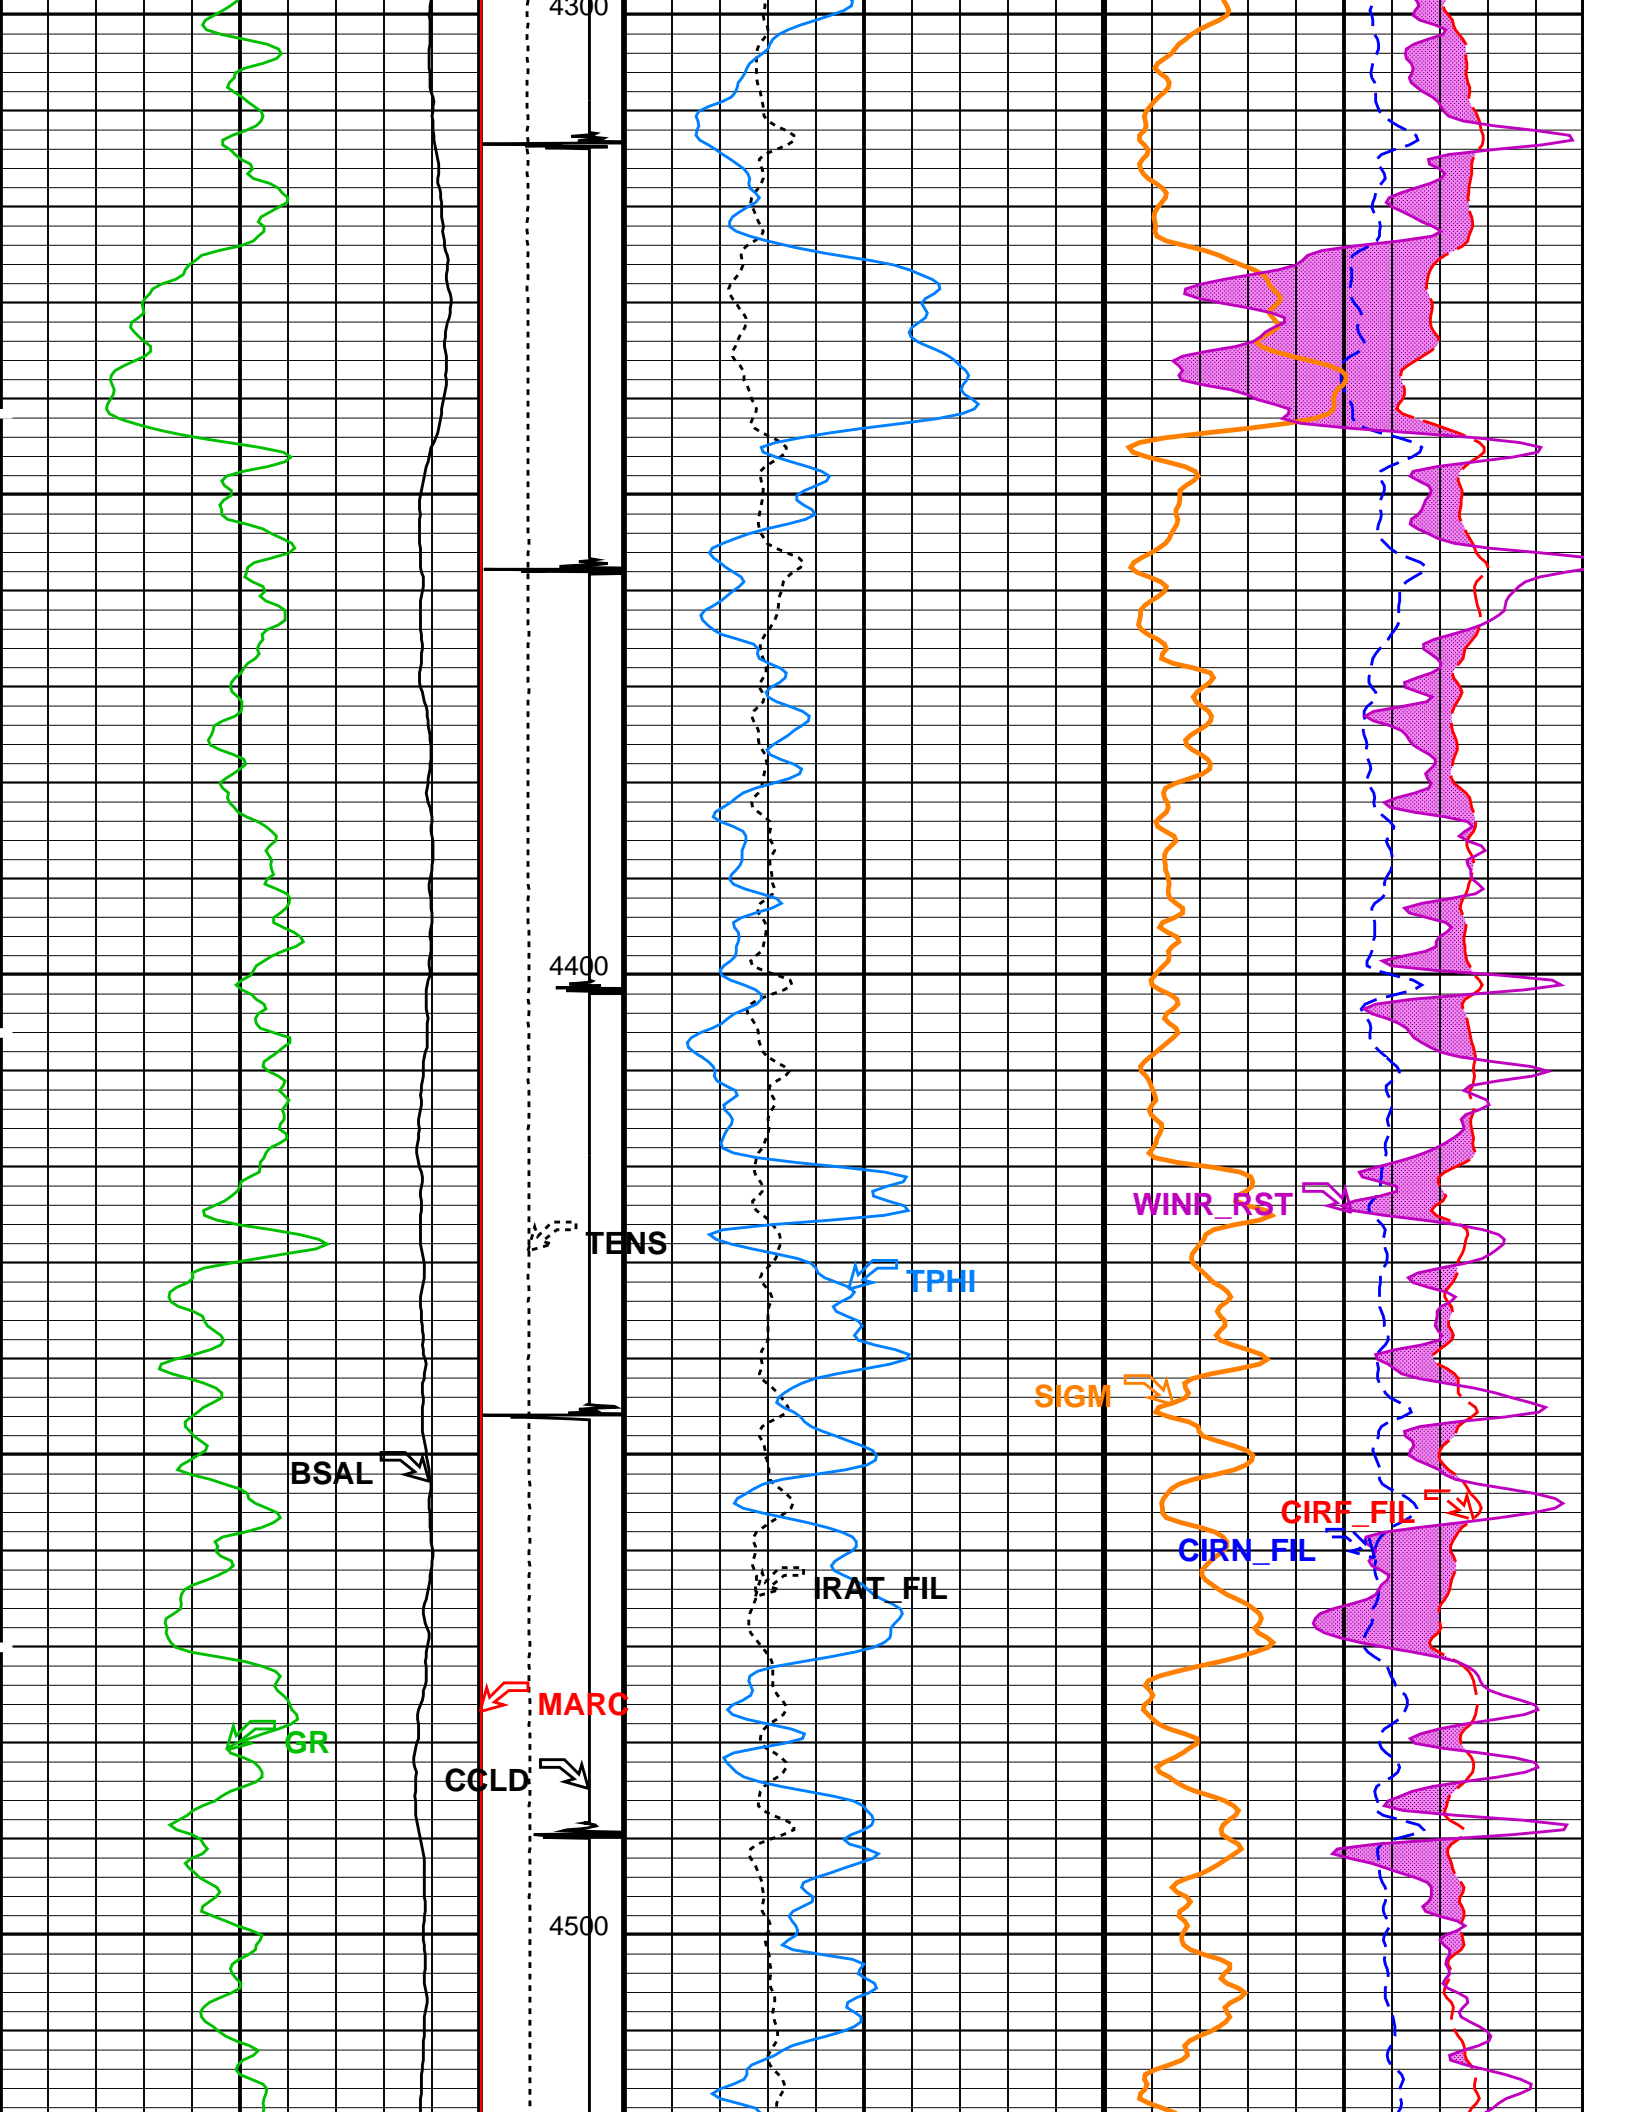 4300
4400
WINR_RST
TENS
TPHI
SIGM
BSAL
CIRF_FIL
CIRN_FIL
IRAT_FIL
MARC
GR
CCLD
4500